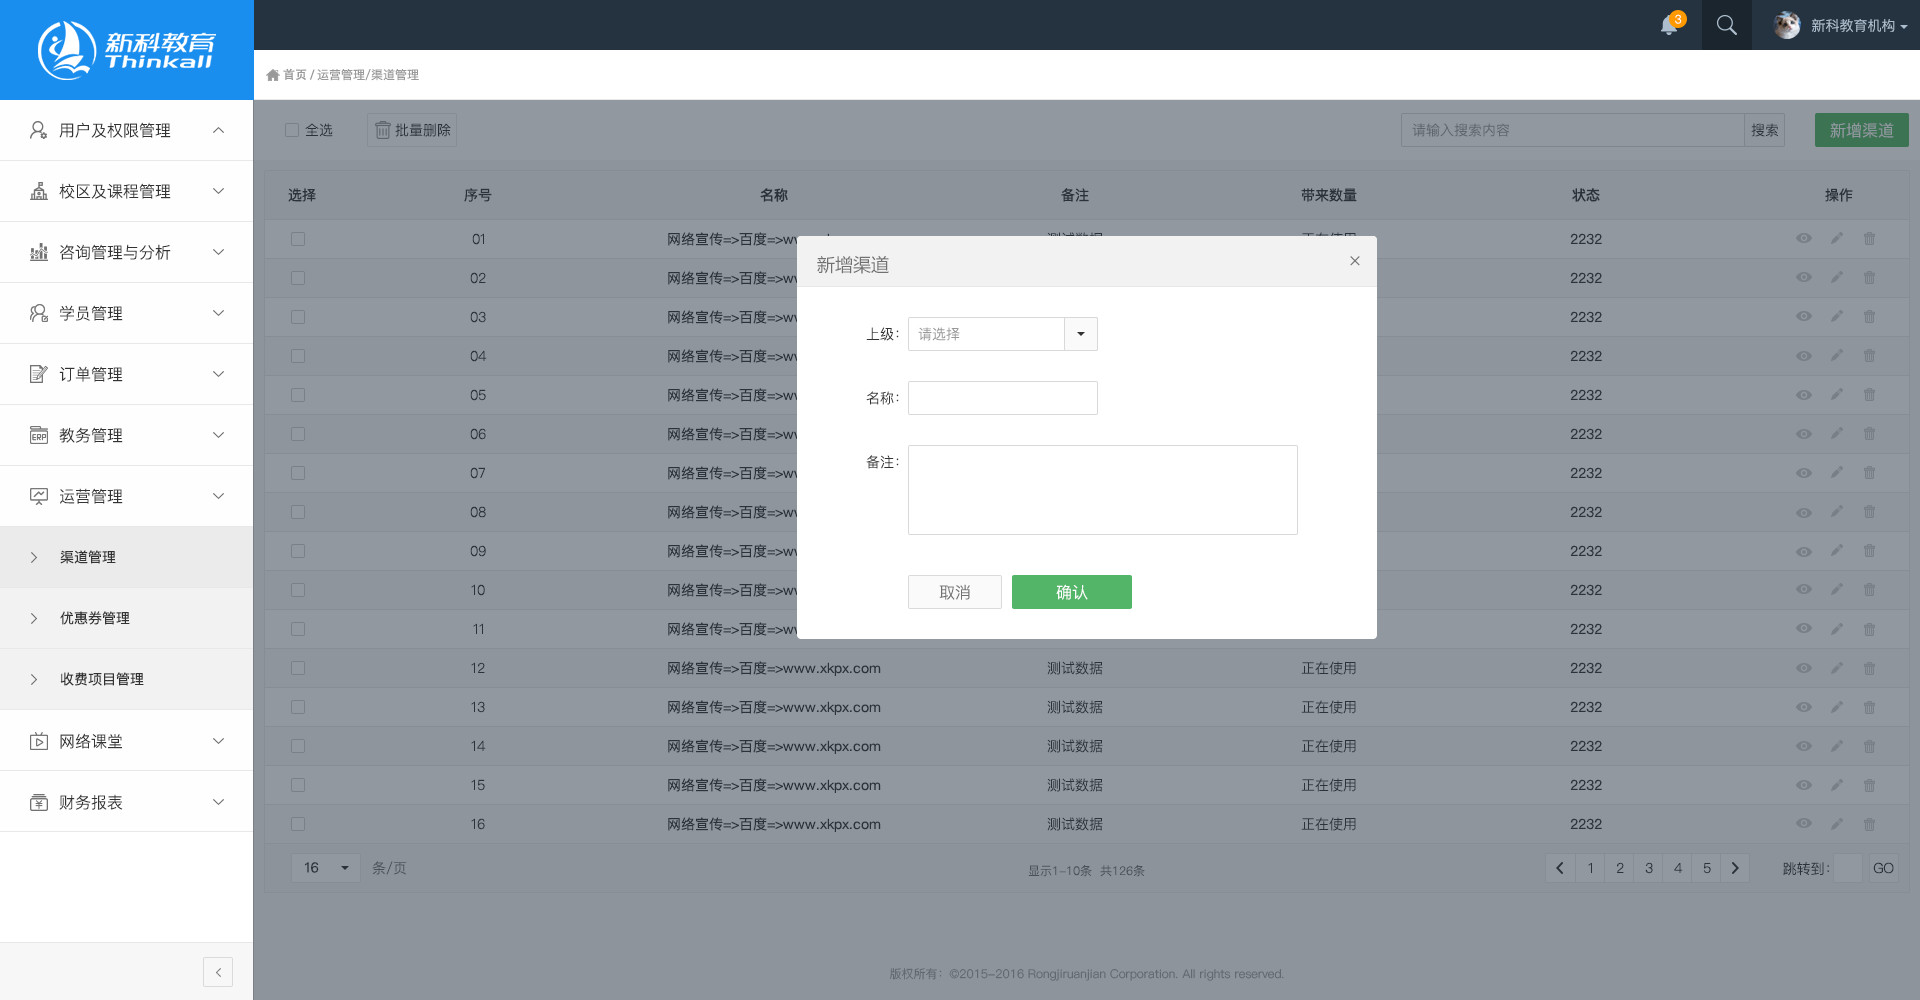 新科教育
Thinkall
3
新科教育机构
首页 / 运营管理/渠道管理
用户及权限管理
校区及课程管理
咨询管理与分析
学员管理
订单管理
ERP
教务管理
运营管理
渠道管理
优惠券管理
收费项目管理
网络课堂
财务报表
全选
批量删除
请输入搜索内容
搜索
新增渠道
选择 序号 名称 备注 带来数量 状态 操作
01 网络宣传=>百度=>ww 2232
02 网络宣传=>百度=>ww 2232
03 网络宣传=>百度=>ww 2232
04 网络宣传=>百度=>ww 2232
05 网络宣传=>百度=>ww 2232
06 网络宣传=>百度=>ww 2232
07 网络宣传=>百度=>ww 2232
08 网络宣传=>百度=>ww 2232
09 网络宣传=>百度=>ww 2232
10 网络宣传=>百度=>ww 2232
11 网络宣传=>百度=>ww 2232
12 网络宣传=>百度=>www.xkpx.com 测试数据 正在使用 2232
13 网络宣传=>百度=>www.xkpx.com 测试数据 正在使用 2232
14 网络宣传=>百度=>www.xkpx.com 测试数据 正在使用 2232
15 网络宣传=>百度=>www.xkpx.com 测试数据 正在使用 2232
16 网络宣传=>百度=>www.xkpx.com 测试数据 正在使用 2232
新增渠道
上级：
请选择
名称：
备注：
取消
确认
16 条/页
显示1-10条 共126条
1 2 3 4 5
跳转到： GO
版权所有：©2015-2016 Rongjiruanjian Corporation. All rights reserved.